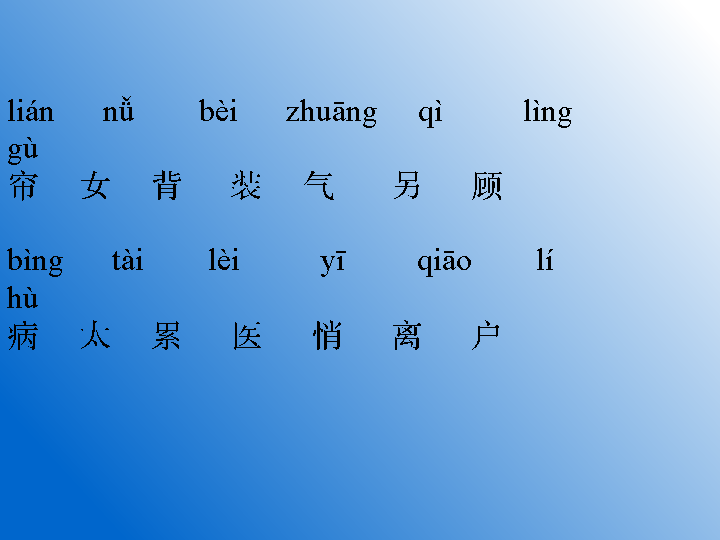 lián nǚ bèi zhuāng qì lìng
gù
帘 女 背 装 气 另 顾
bìng tài lèi yī qiāo lí
hù
病 太 累 医 悄 离 户